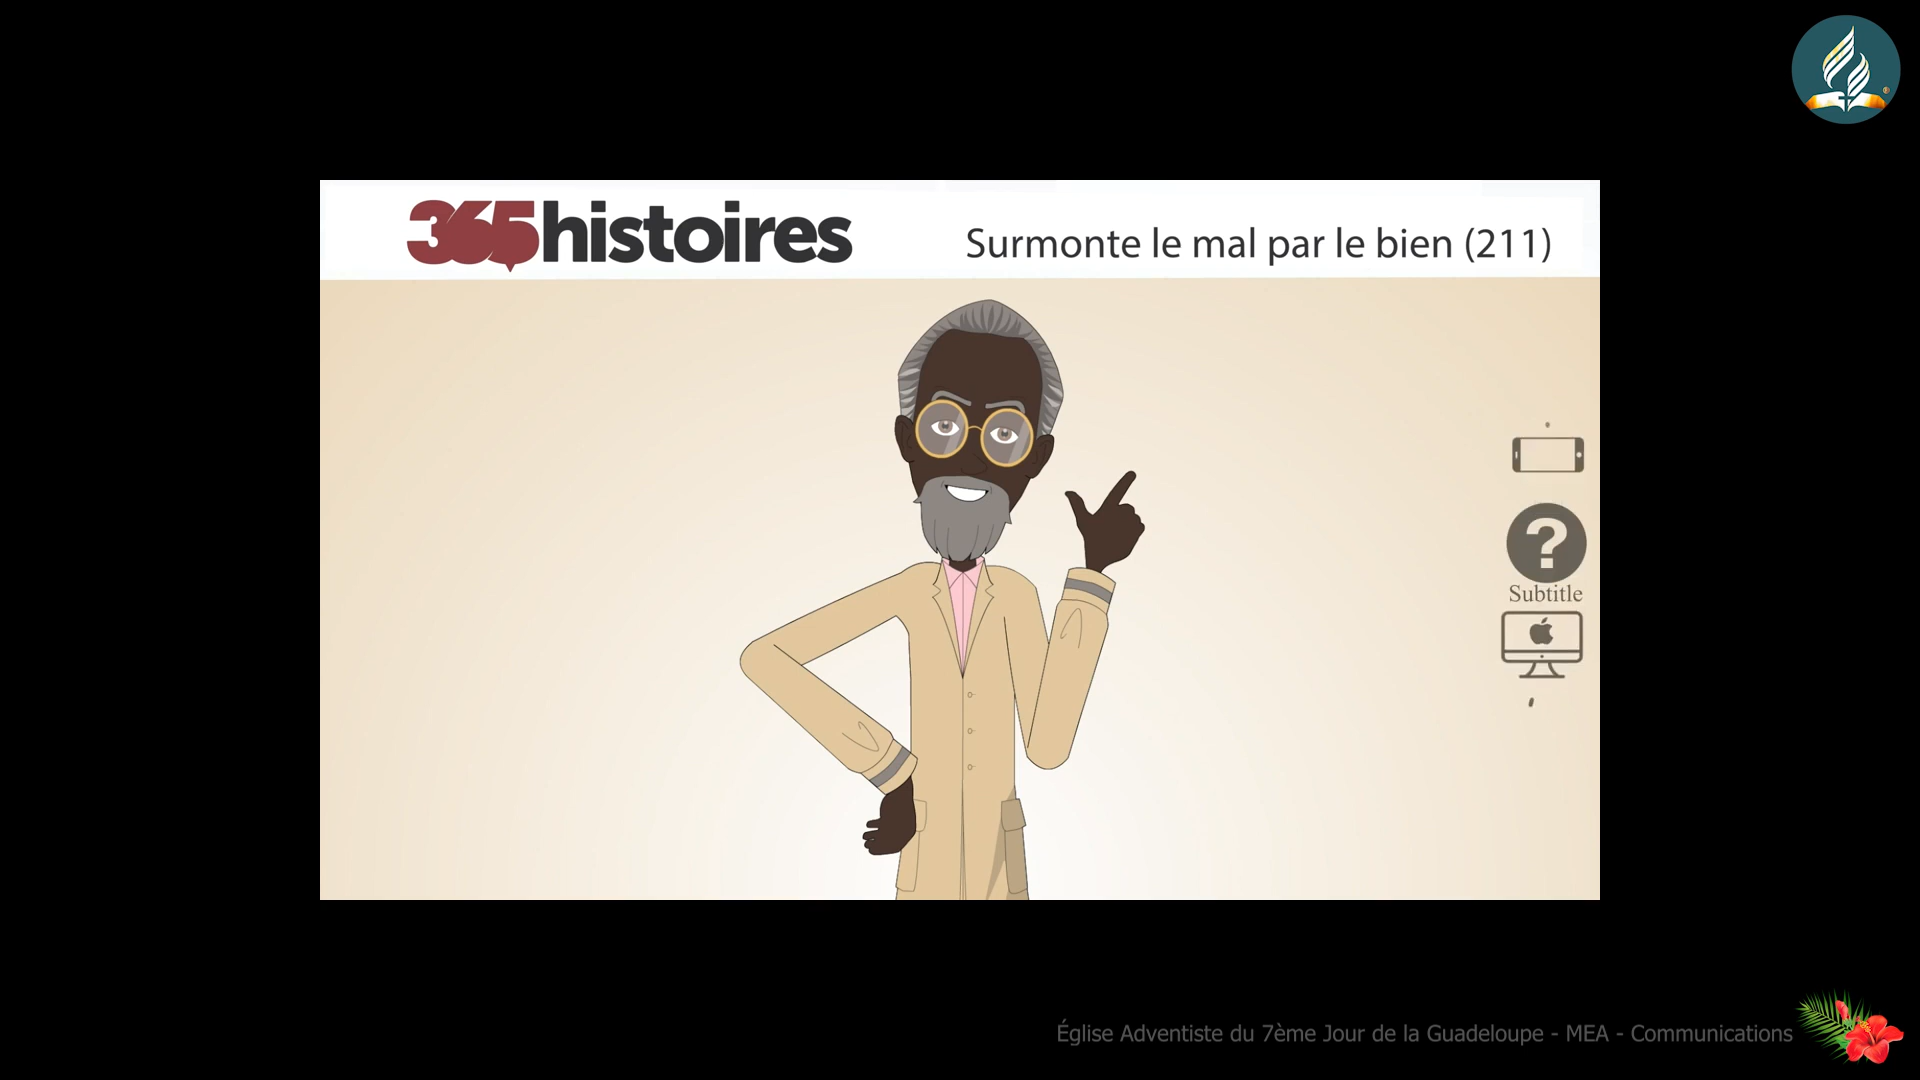 365histoires
Surmonte le mal par le bien (211)
?
Subtitle
Église Adventiste du 7ème Jour de la Guadeloupe - MEA - Communications